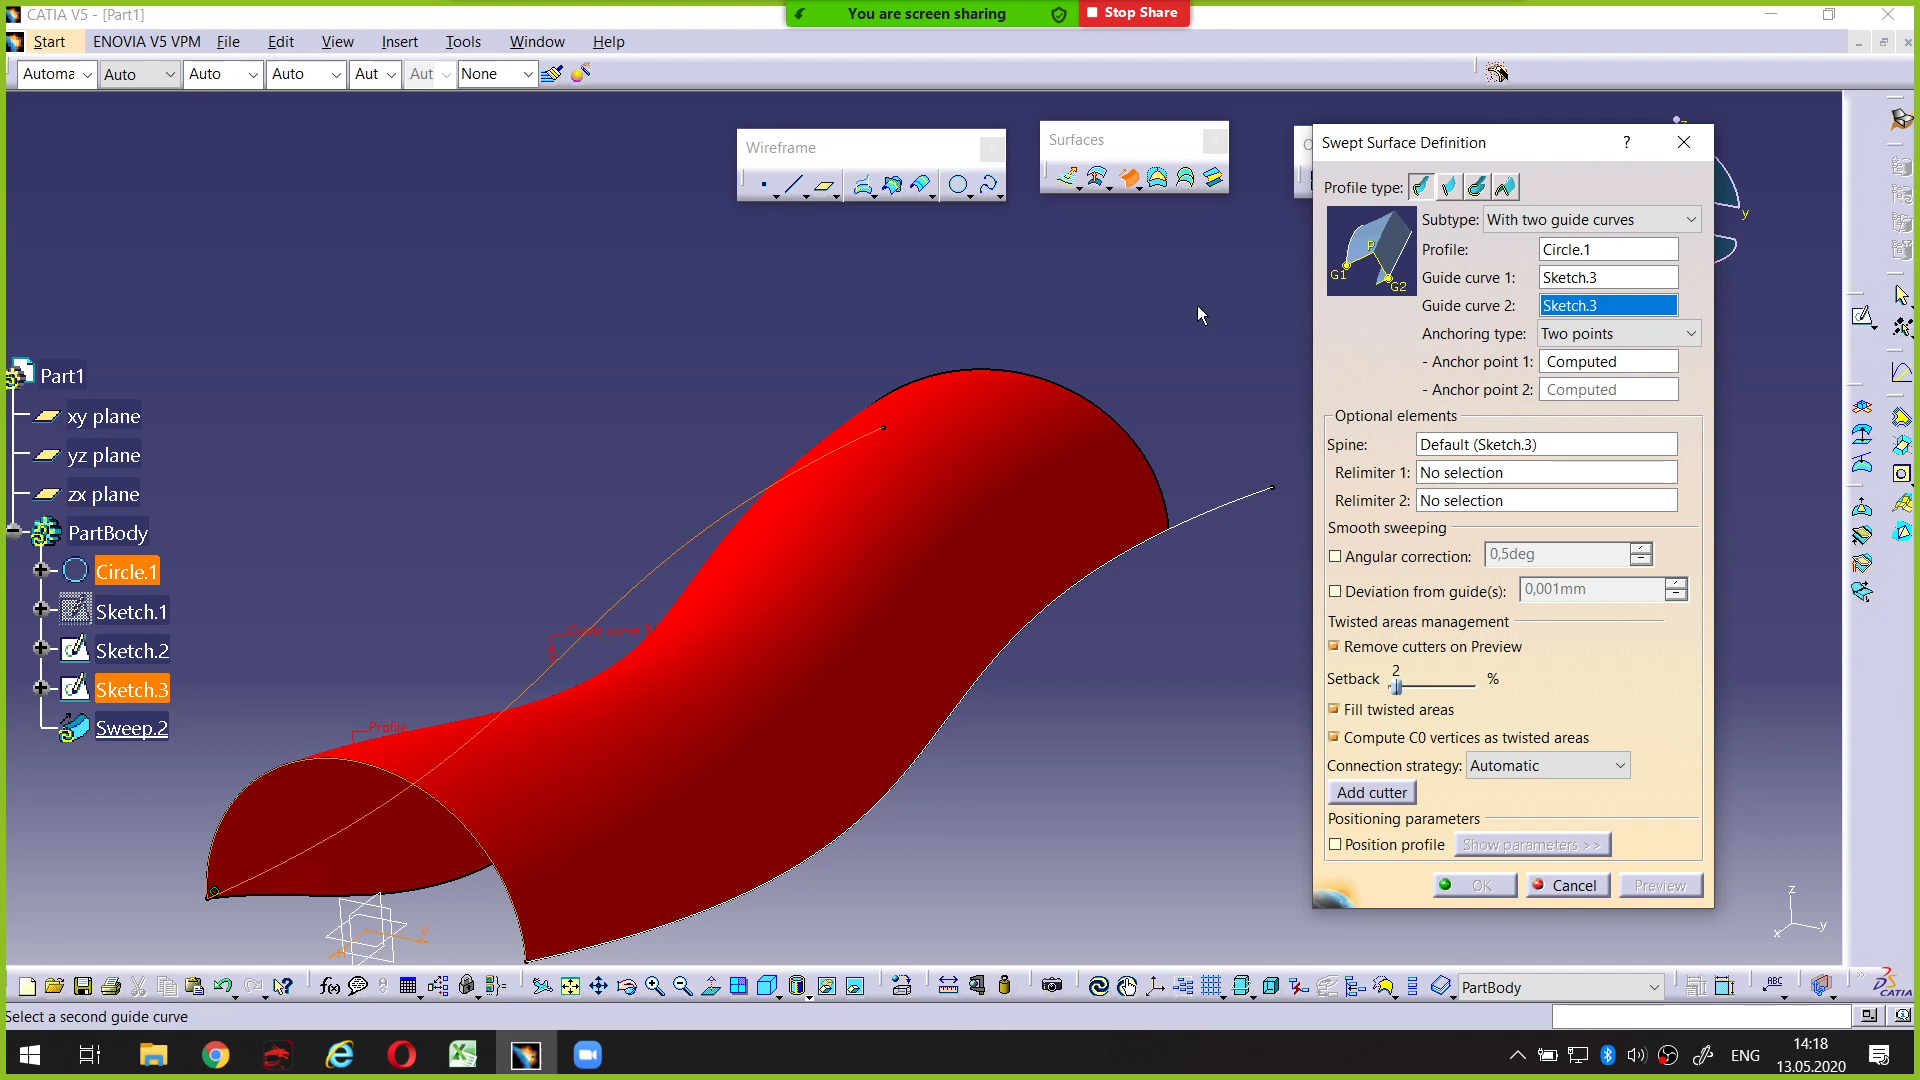 CATIA V5 - [Part1]
You are screen sharing
Stop Share
Start
ENOVIA V5 VPM
File
Edit
View
Insert
Tools
Window
Help
Automa
Auto
Auto
Auto
Aut
Aut
None
Wireframe
Surfaces
Swept Surface Definition
?
Profile type:
Subtype: With two guide curves
Profile: Circle.1
Guide curve 1: Sketch.3
Guide curve 2: Sketch.3
Anchoring type: Two points
- Anchor point 1: Computed
- Anchor point 2: Computed
P
G1
G2
Optional elements
Spine: Default (Sketch.3)
Relimiter 1: No selection
Relimiter 2: No selection
Smooth sweeping
Angular correction: 0,5deg
Deviation from guide(s): 0,001mm
Twisted areas management
Remove cutters on Preview
Setback 2 %
Fill twisted areas
Compute C0 vertices as twisted areas
Connection strategy: Automatic
Add cutter
Positioning parameters
Position profile Show parameters >>
OK Cancel Preview
z
y
Part1
xy plane
yz plane
zx plane
PartBody
Circle.1
Sketch.1
Sketch.2
Sketch.3
Sweep.2
Guide curve
Profile
y
z
y
x
f(x)
PartBody
ABC
CATIA
Select a second guide curve
ENG
14:18
13.05.2020